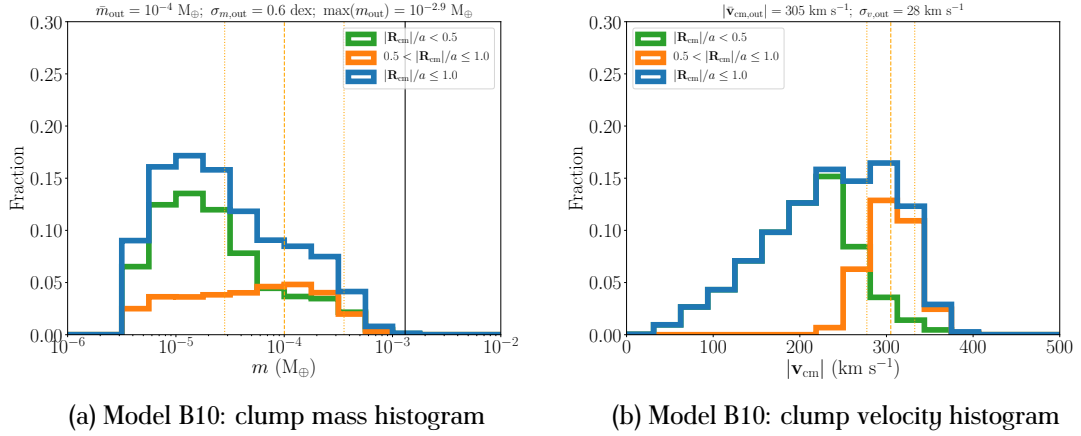 m̄_out = 10^−4 M_⊕; σ_m,out = 0.6 dex; max(m_out) = 10^−2.9 M_⊕
|R_cm|/a < 0.5
0.5 < |R_cm|/a ≤ 1.0
|R_cm|/a ≤ 1.0
0.30
0.25
0.20
0.15
0.10
0.05
0.00
Fraction
10^−6
10^−5
10^−4
10^−3
10^−2
m (M_⊕)
(a) Model B10: clump mass histogram
|v̄_cm,out| = 305 km s^−1; σ_v,out = 28 km s^−1
|R_cm|/a < 0.5
0.5 < |R_cm|/a ≤ 1.0
|R_cm|/a ≤ 1.0
0.30
0.25
0.20
0.15
0.10
0.05
0.00
Fraction
0
100
200
300
400
500
|v_cm| (km s^−1)
(b) Model B10: clump velocity histogram